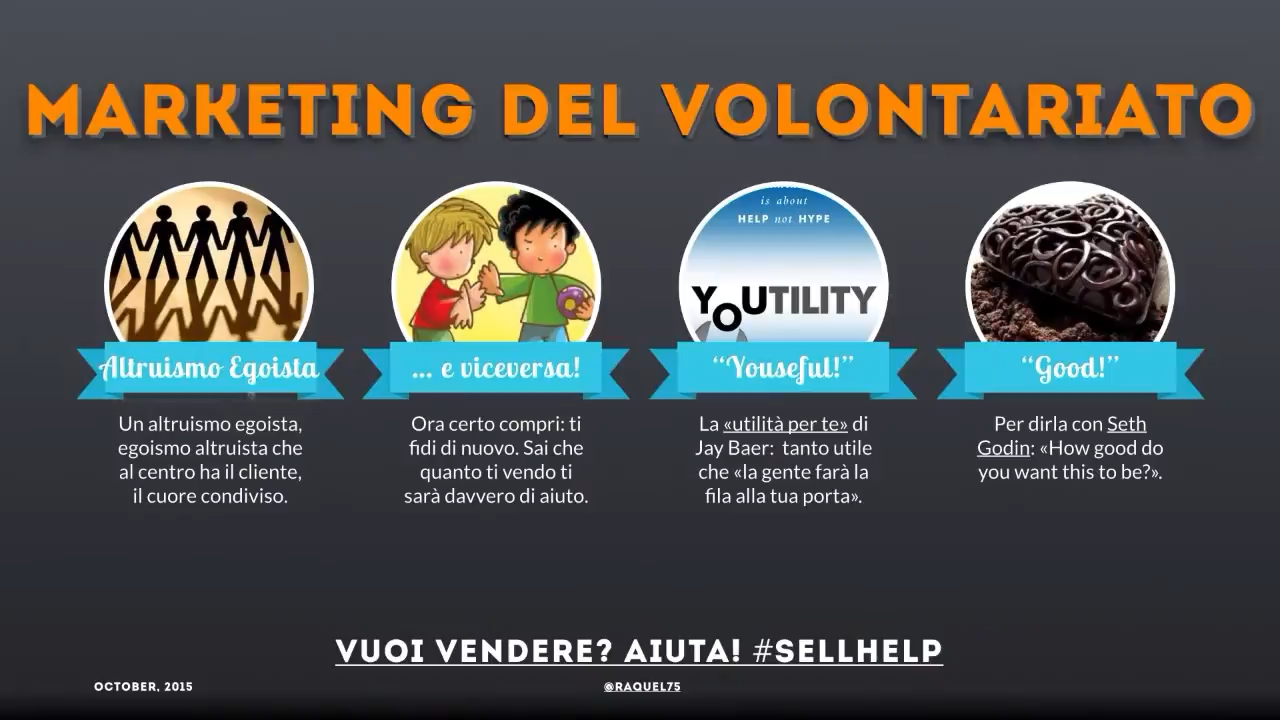 MARKETING DEL VOLONTARIATO
is about
HELP not HYPE
YOUTILITY
Altruismo Egoista
... e viceversa!
“Youseful!”
“Good!”
Un altruismo egoista,
egoismo altruista che
al centro ha il cliente,
il cuore condiviso.
Ora certo compri: ti
fidi di nuovo. Sai che
quanto ti vendo ti
sarà davvero di aiuto.
La «utilità per te» di
Jay Baer: tanto utile
che «la gente farà la
fila alla tua porta».
Per dirla con Seth
Godin: «How good do
you want this to be?».
VUOI VENDERE? AIUTA! #SELLHELP
OCTOBER, 2015
@RAQUEL75